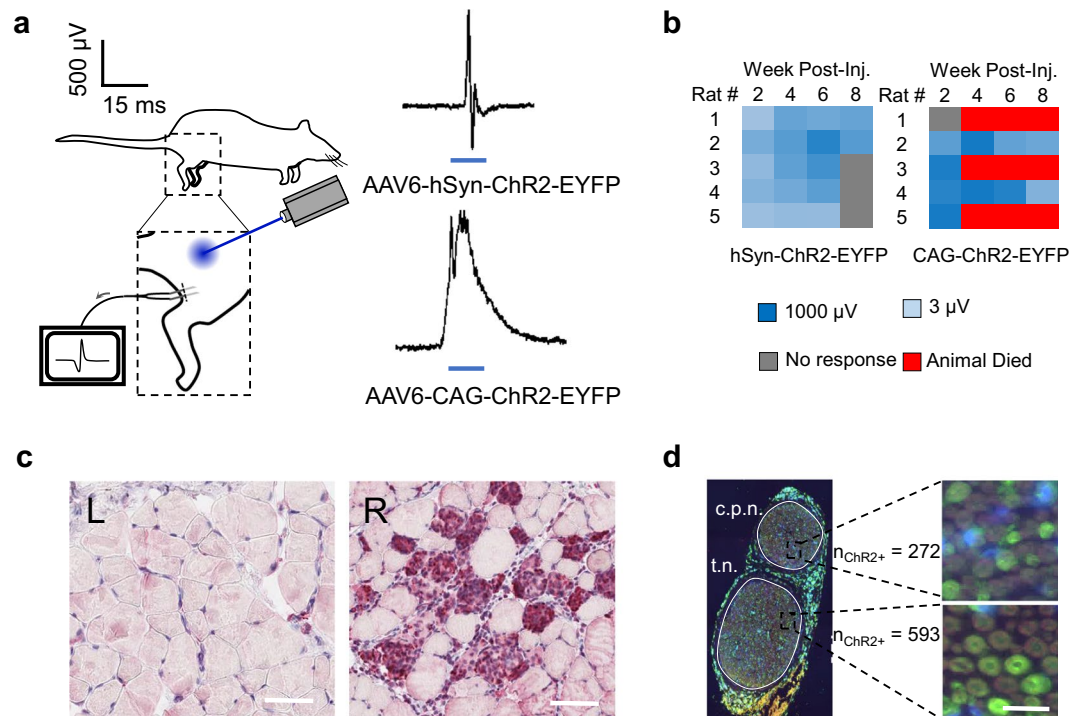 a
500 µV
15 ms
AAV6-hSyn-ChR2-EYFP
AAV6-CAG-ChR2-EYFP
b
Week Post-Inj.
Week Post-Inj.
Rat # 2 4 6 8
Rat # 2 4 6 8
1
2
3
4
5
1
2
3
4
5
hSyn-ChR2-EYFP
CAG-ChR2-EYFP
1000 µV
3 µV
No response
Animal Died
c
L
R
d
c.p.n.
t.n.
nChR2+ = 272
nChR2+ = 593